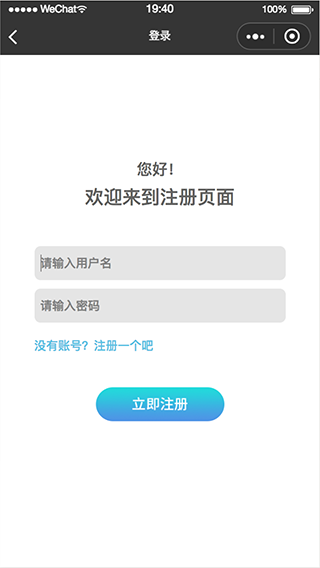 ●●●●● WeChat 19:40 100%
登录
您好！
欢迎来到注册页面
请输入用户名
请输入密码
没有账号？注册一个吧
立即注册